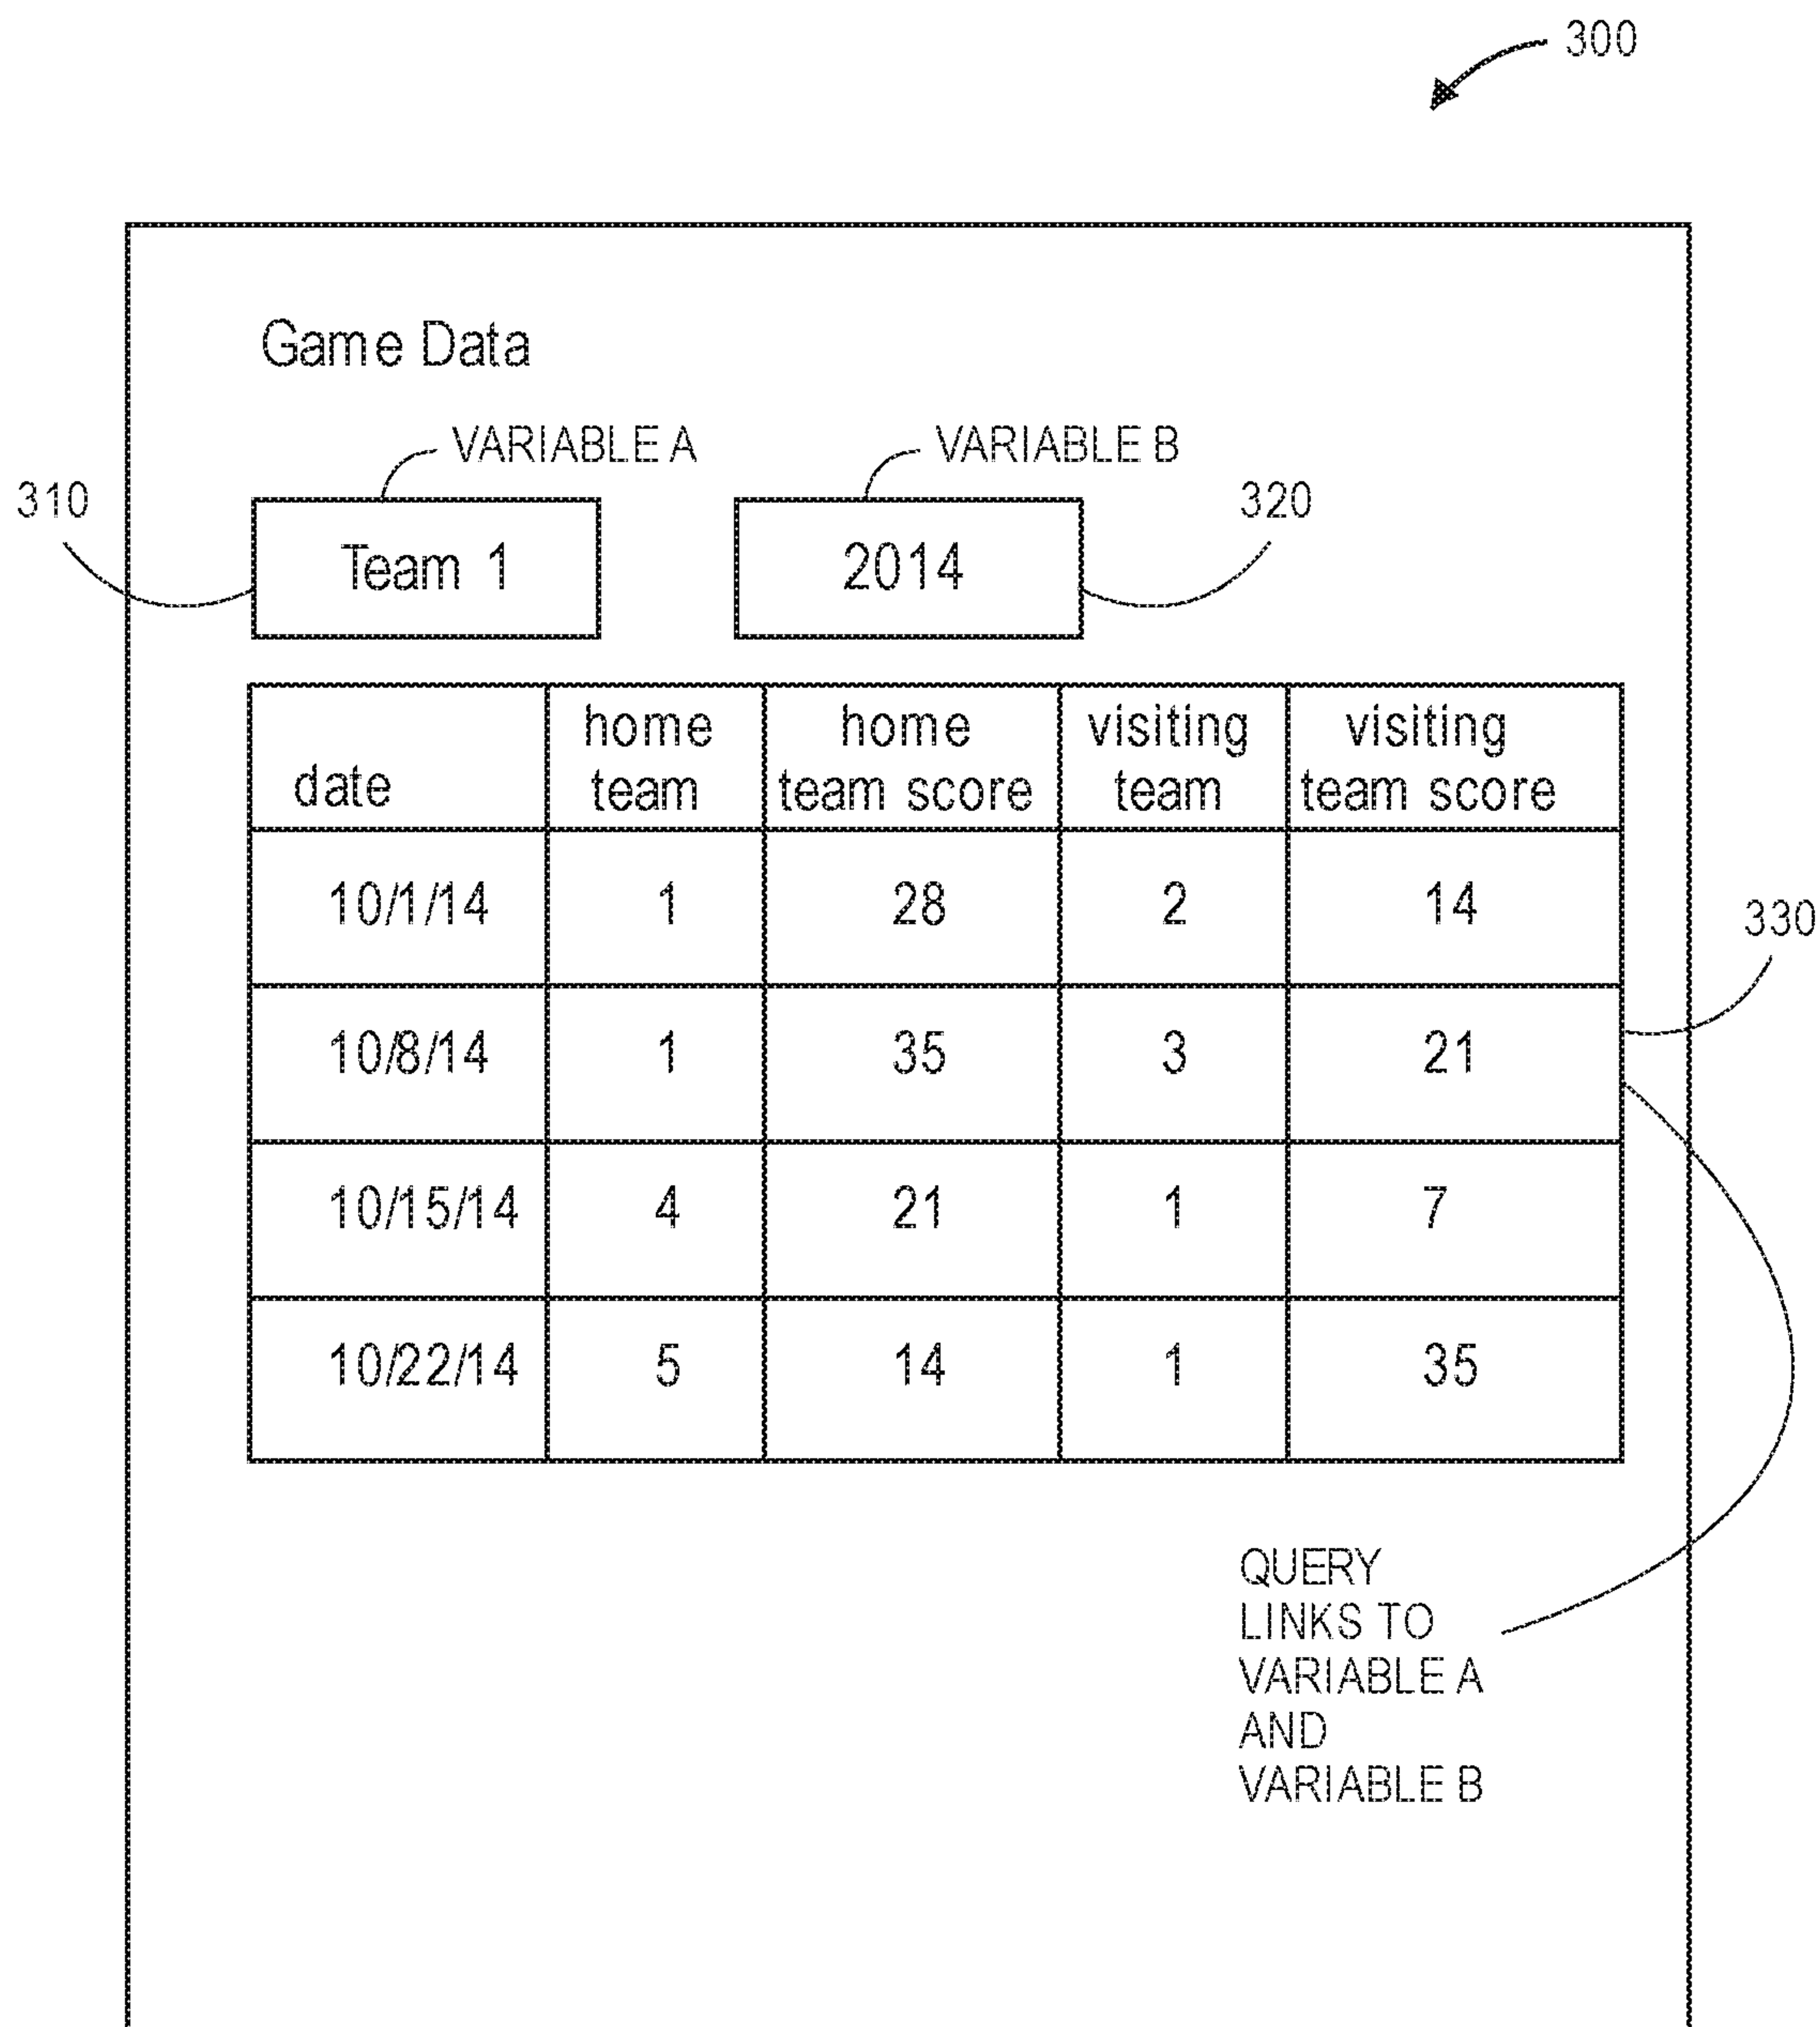 300
Game Data
VARIABLE A
VARIABLE B
310
320
Team 1
2014
date
home team
home team score
visiting team
visiting team score
10/1/14 1 28 2 14
330
10/8/14 1 35 3 21
10/15/14 4 21 1 7
10/22/14 5 14 1 35
QUERY
LINKS TO
VARIABLE A
AND
VARIABLE B